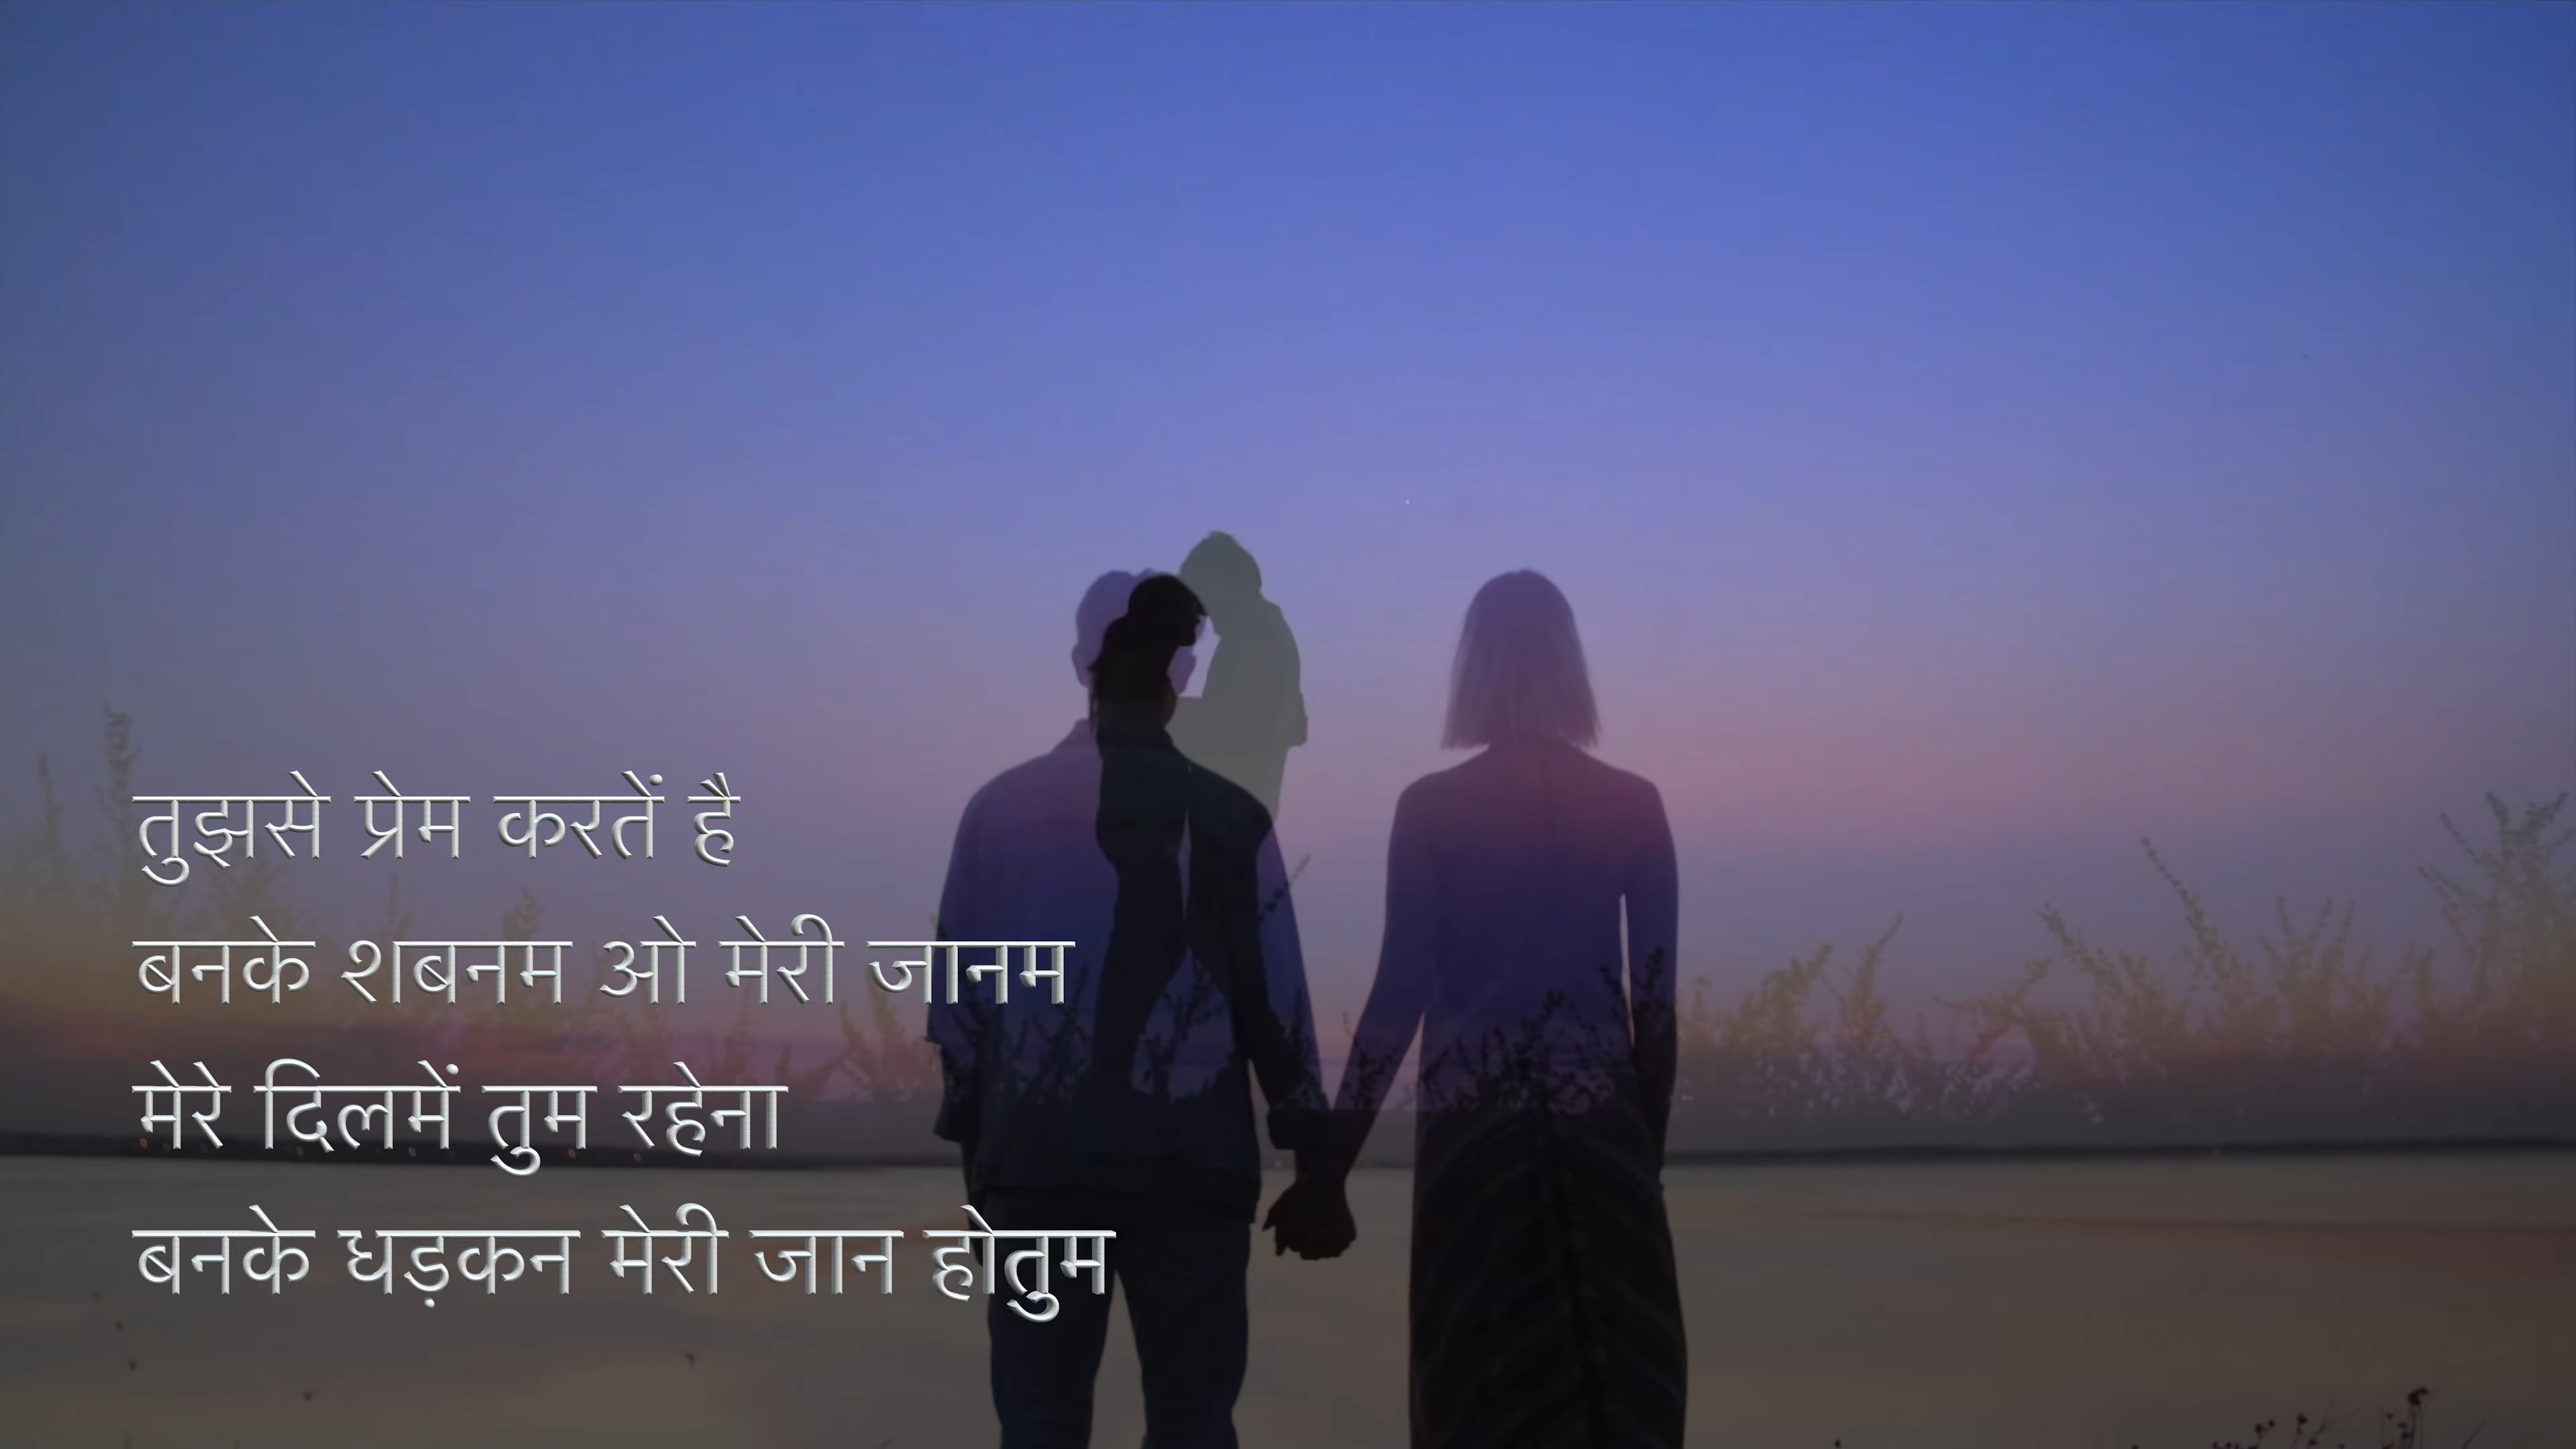 तुझसे प्रेम करतें है
बनके शबनम ओ मेरी जानम
मेरे दिलमें तुम रहेना
बनके धड़कन मेरी जान होतुम